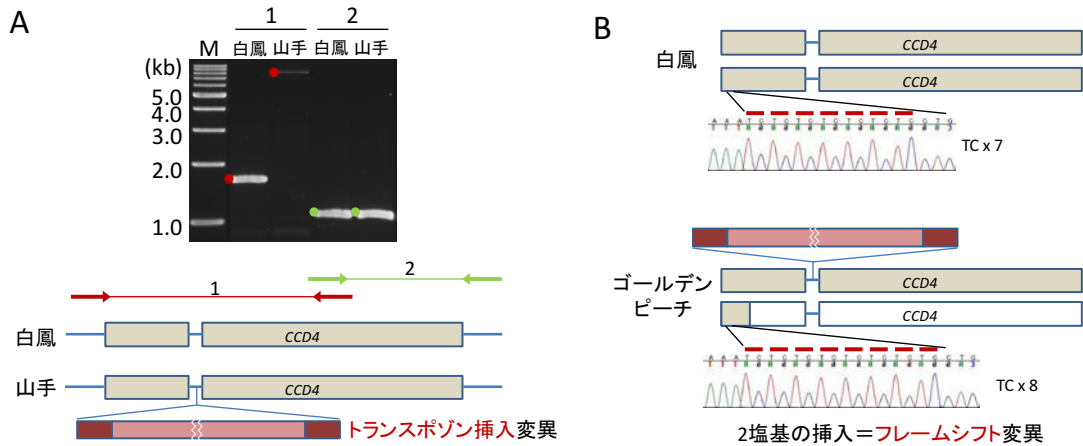 A
1
2
M
白鳳
山手
白鳳
山手
(kb)
5.0
4.0
3.0
2.0
1.0
2
1
白鳳
CCD4
山手
CCD4
トランスポゾン挿入変異
B
白鳳
CCD4
CCD4
TC x 7
ゴールデン
ピーチ
CCD4
CCD4
TC x 8
2塩基の挿入＝フレームシフト変異